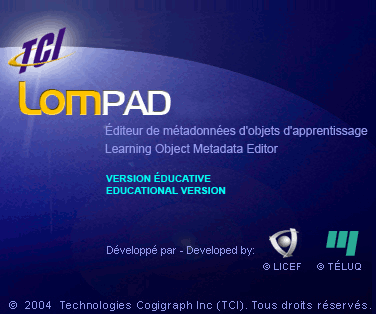 TCI
LOMPAD
Éditeur de métadonnées d'objets d'apprentissage
Learning Object Metadata Editor
VERSION ÉDUCATIVE
EDUCATIONAL VERSION
Développé par - Developed by:
© LICEF © TÉLUQ
© 2004 Technologies Cogigraph Inc (TCI). Tous droits réservés.